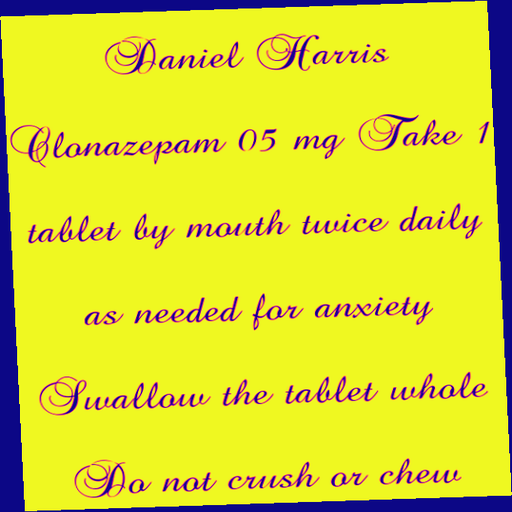 Daniel Harris
Clonazepam 05 mg Take 1
tablet by mouth twice daily
as needed for anxiety
Swallow the tablet whole
Do not crush or chew